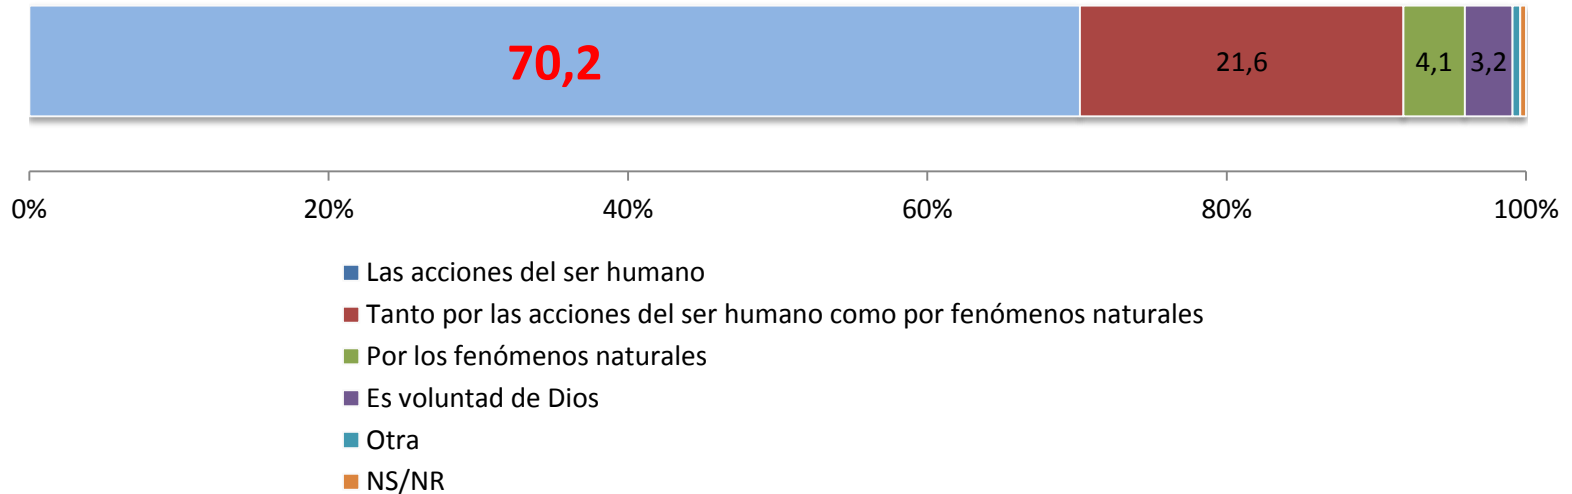 70,2 21,6 4,1 3,2
0% 20% 40% 60% 80% 100%
Las acciones del ser humano
Tanto por las acciones del ser humano como por fenómenos naturales
Por los fenómenos naturales
Es voluntad de Dios
Otra
NS/NR